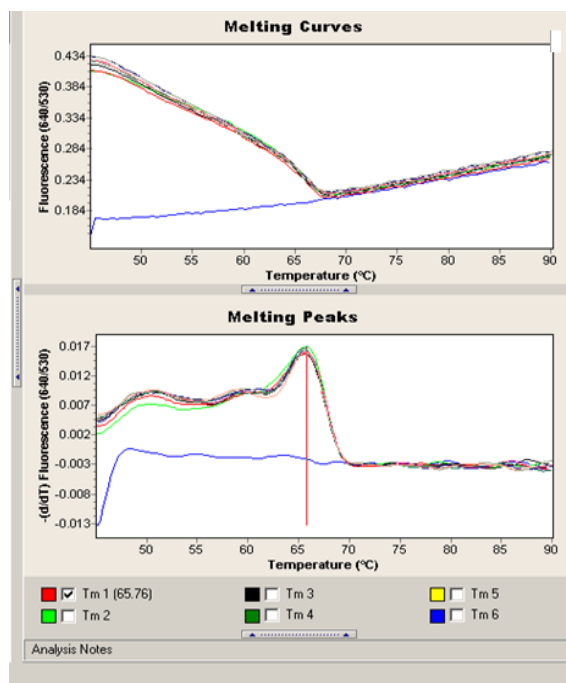 Melting Curves
Fluorescence (640/530)
0.434
0.384
0.334
0.284
0.234
0.184
50 55 60 65 70 75 80 85 90
Temperature (ºC)
Melting Peaks
-(d/dT) Fluorescence (640/530)
0.017
0.012
0.007
0.002
-0.003
-0.008
-0.013
50 55 60 65 70 75 80 85 90
Temperature (ºC)
Tm 1 (65.76) Tm 3 Tm 5
Tm 2 Tm 4 Tm 6
Analysis Notes